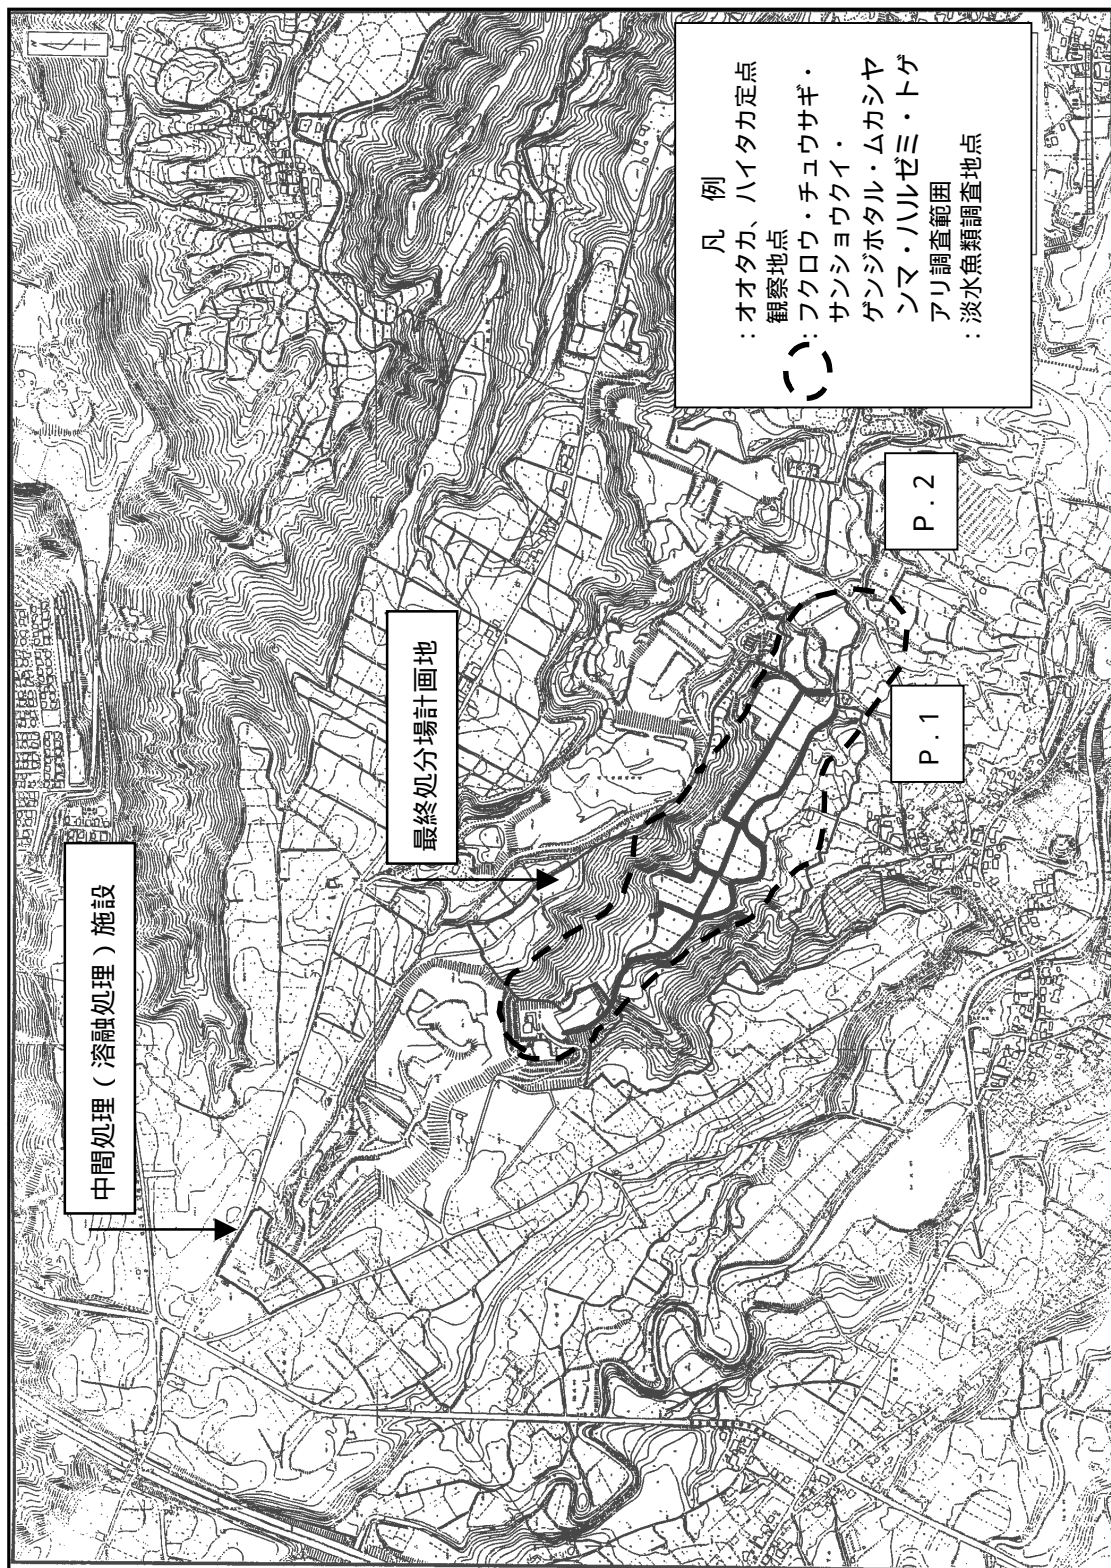 中間処理(溶融処理)施設
最終処分場計画地
P.1
P.2
凡 例
:オオタカ、ハイタカ定点
観察地点
:フクロウ・チュウサギ・
サンショウクイ・
ゲンジホタル・ムカシヤ
ンマ・ハルゼミ・トゲ
アリ調査範囲
:淡水魚類調査地点